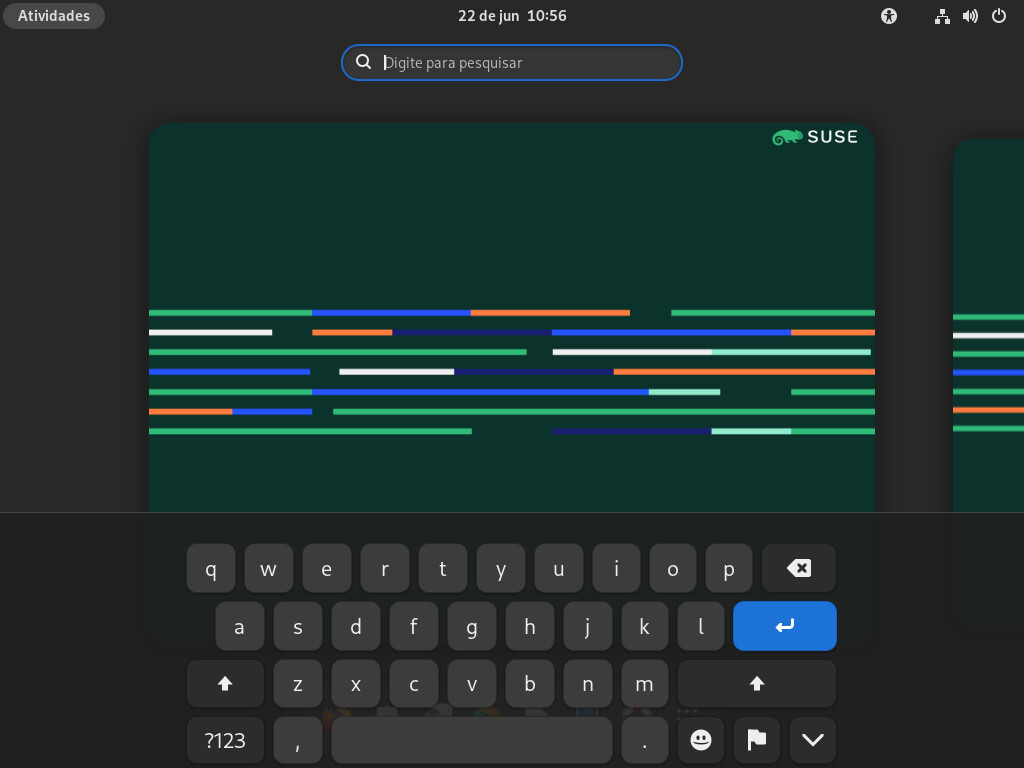 Atividades
22 de jun 10:56
Digite para pesquisar
SUSE
q w e r t y u i o p
a s d f g h j k l
z x c v b n m
?123 , .